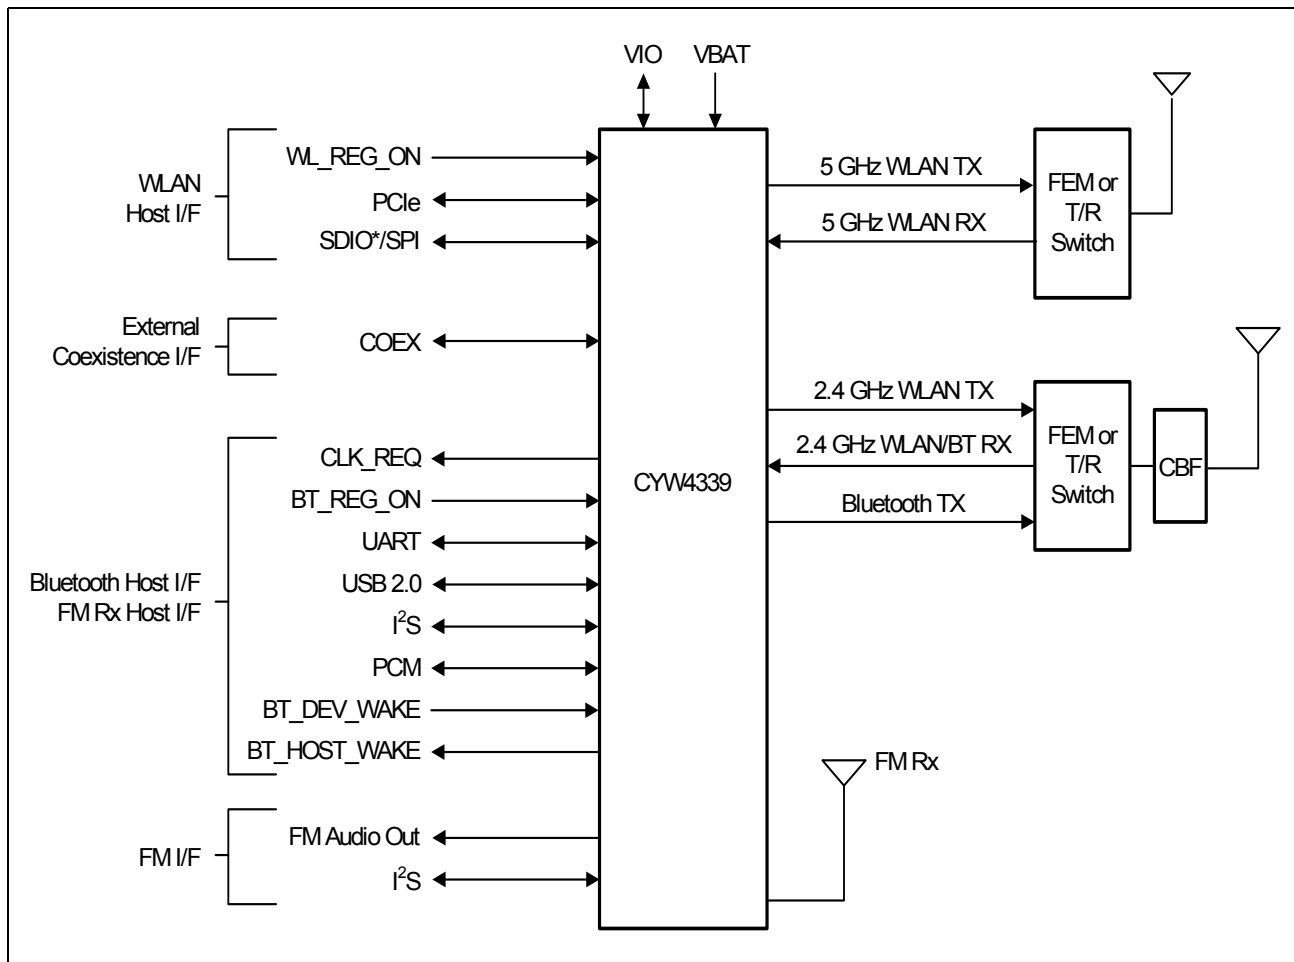 VIO
VBAT
WLAN
Host I/F
WL_REG_ON
PCIe
SDIO*/SPI
External
Coexistence I/F
COEX
Bluetooth Host I/F
FM Rx Host I/F
CLK_REQ
BT_REG_ON
UART
USB 2.0
I²S
PCM
BT_DEV_WAKE
BT_HOST_WAKE
FM I/F
FM Audio Out
I²S
CYW4339
5 GHz WLAN TX
5 GHz WLAN RX
FEM or
T/R
Switch
2.4 GHz WLAN TX
2.4 GHz WLAN/BT RX
Bluetooth TX
FEM or
T/R
Switch
CBF
FM Rx